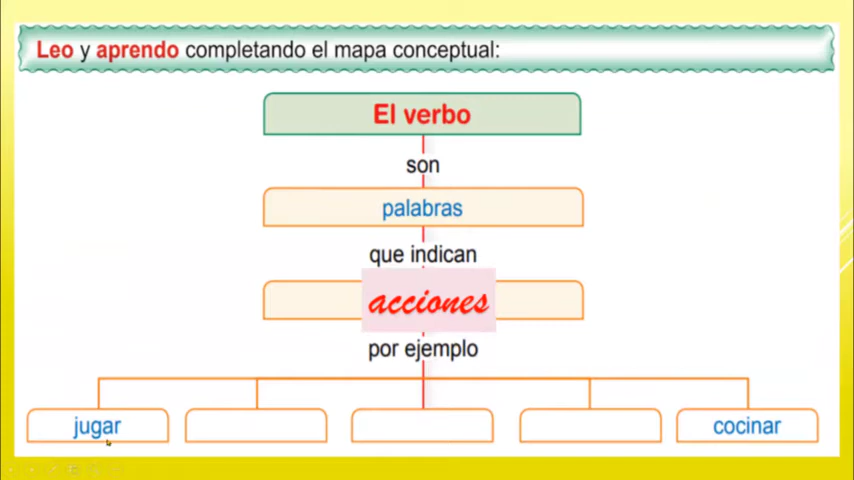 Leo y aprendo completando el mapa conceptual:
El verbo
son
palabras
que indican
acciones
por ejemplo
jugar
cocinar